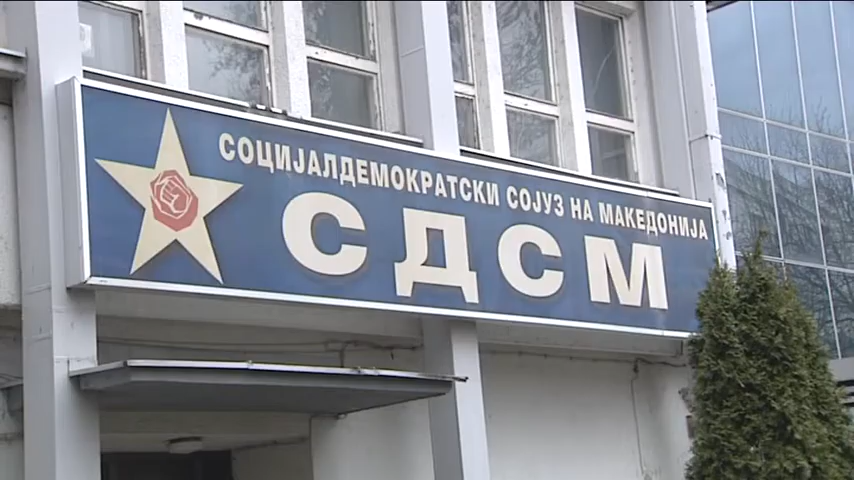 СОЦИЈАЛДЕМОКРАТСКИ СОЈУЗ НА МАКЕДОНИЈА
СДСМ